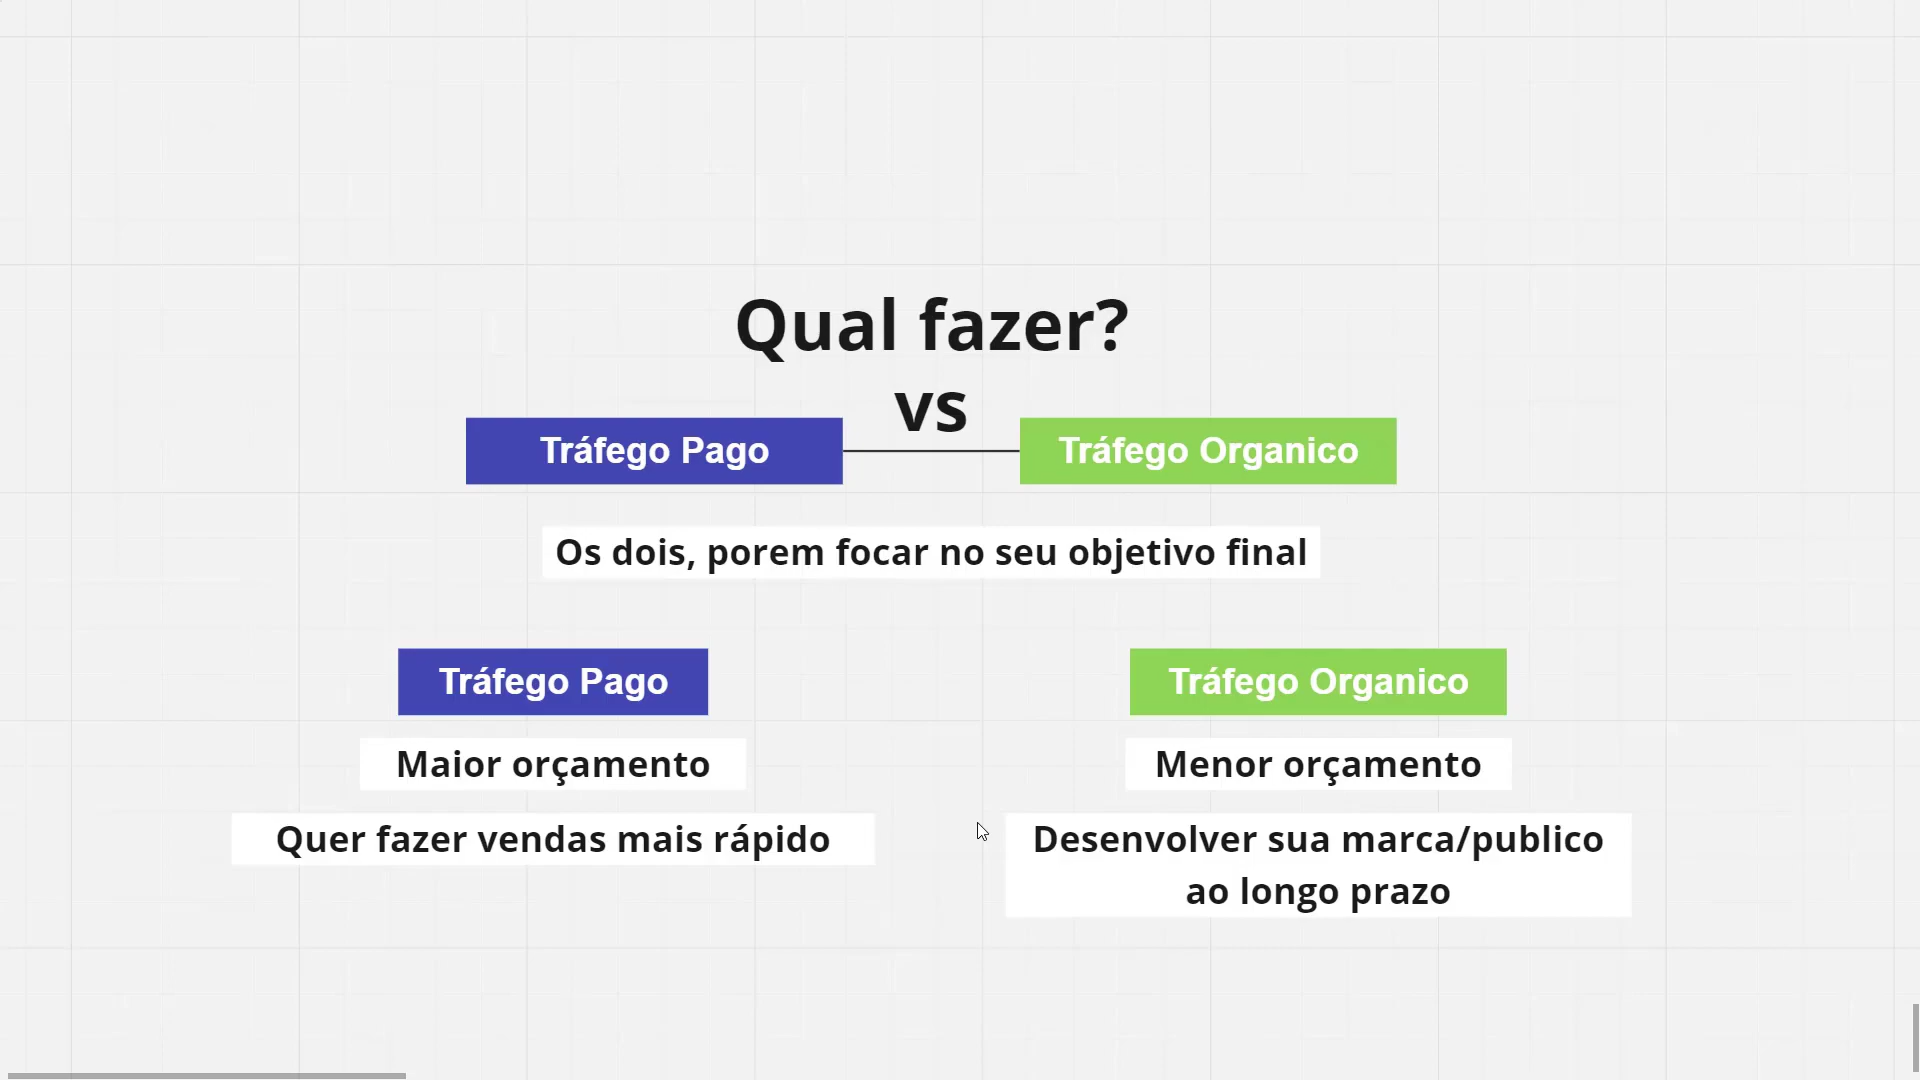 Qual fazer?
vs
Tráfego Pago
Tráfego Organico
Os dois, porem focar no seu objetivo final
Tráfego Pago
Tráfego Organico
Maior orçamento
Menor orçamento
Quer fazer vendas mais rápido
Desenvolver sua marca/publico
ao longo prazo